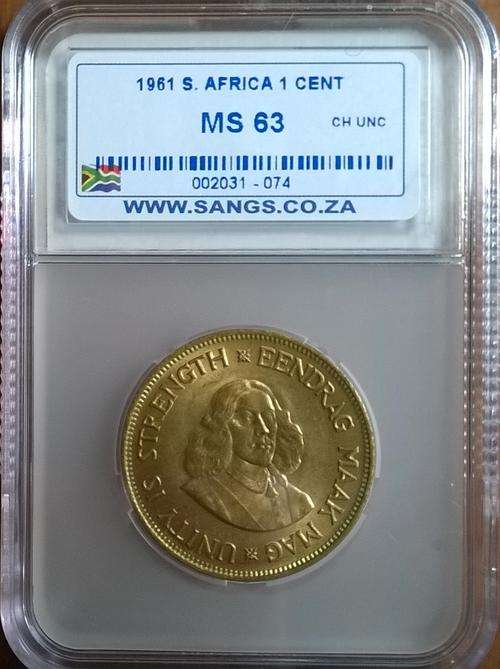 1961 S. AFRICA 1 CENT
MS 63
CH UNC
002031 - 074
WWW.SANGS.CO.ZA
UNITY IS STRENGTH
EENDRAG MAAK MAG